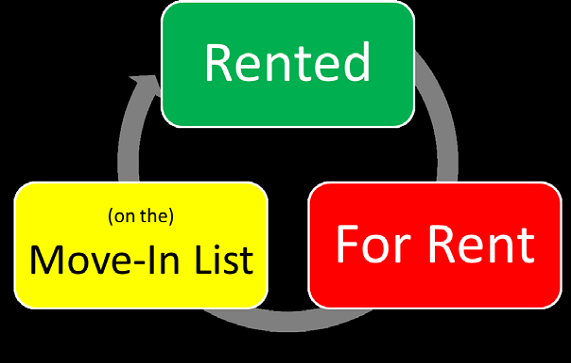 Rented
(on the)
Move-In List
For Rent